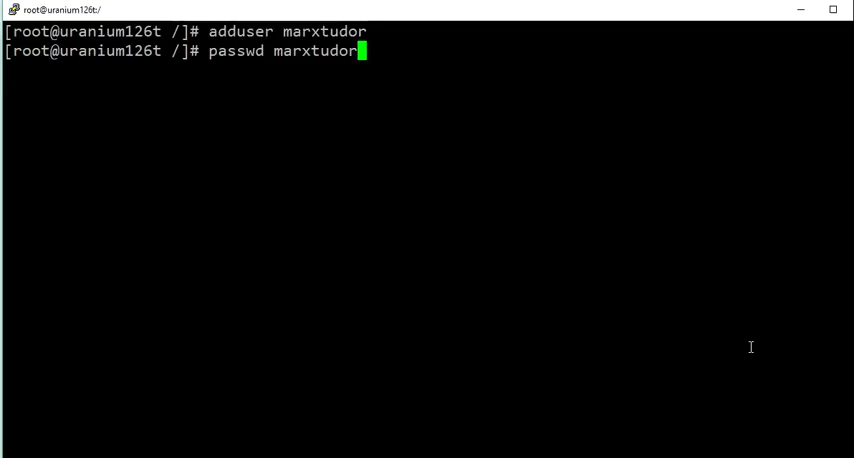 root@uranium126t:/
[root@uranium126t /]# adduser marxtudor
[root@uranium126t /]# passwd marxtudor